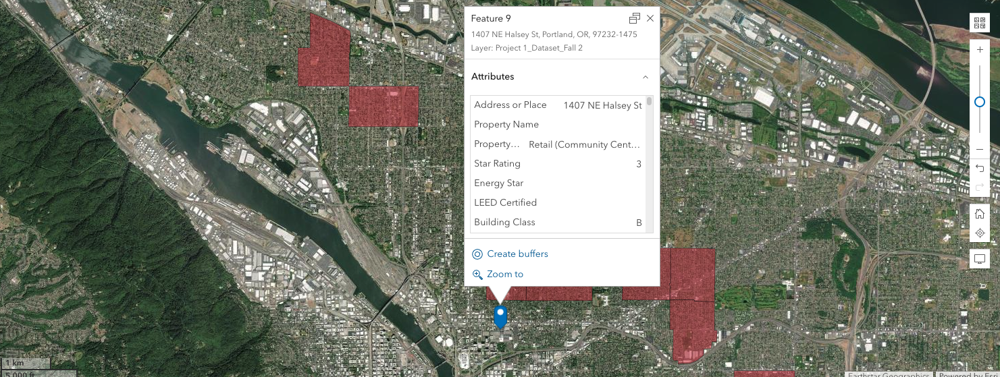 Feature 9
1407 NE Halsey St, Portland, OR, 97232-1475
Layer: Project 1_Dataset_Fall 2
Attributes
Address or Place 1407 NE Halsey St
Property Name
Property... Retail (Community Cent...
Star Rating 3
Energy Star
LEED Certified
Building Class B
Create buffers
Zoom to
1 km
5,000 ft
Earthstar Geographics
Powered by Esri